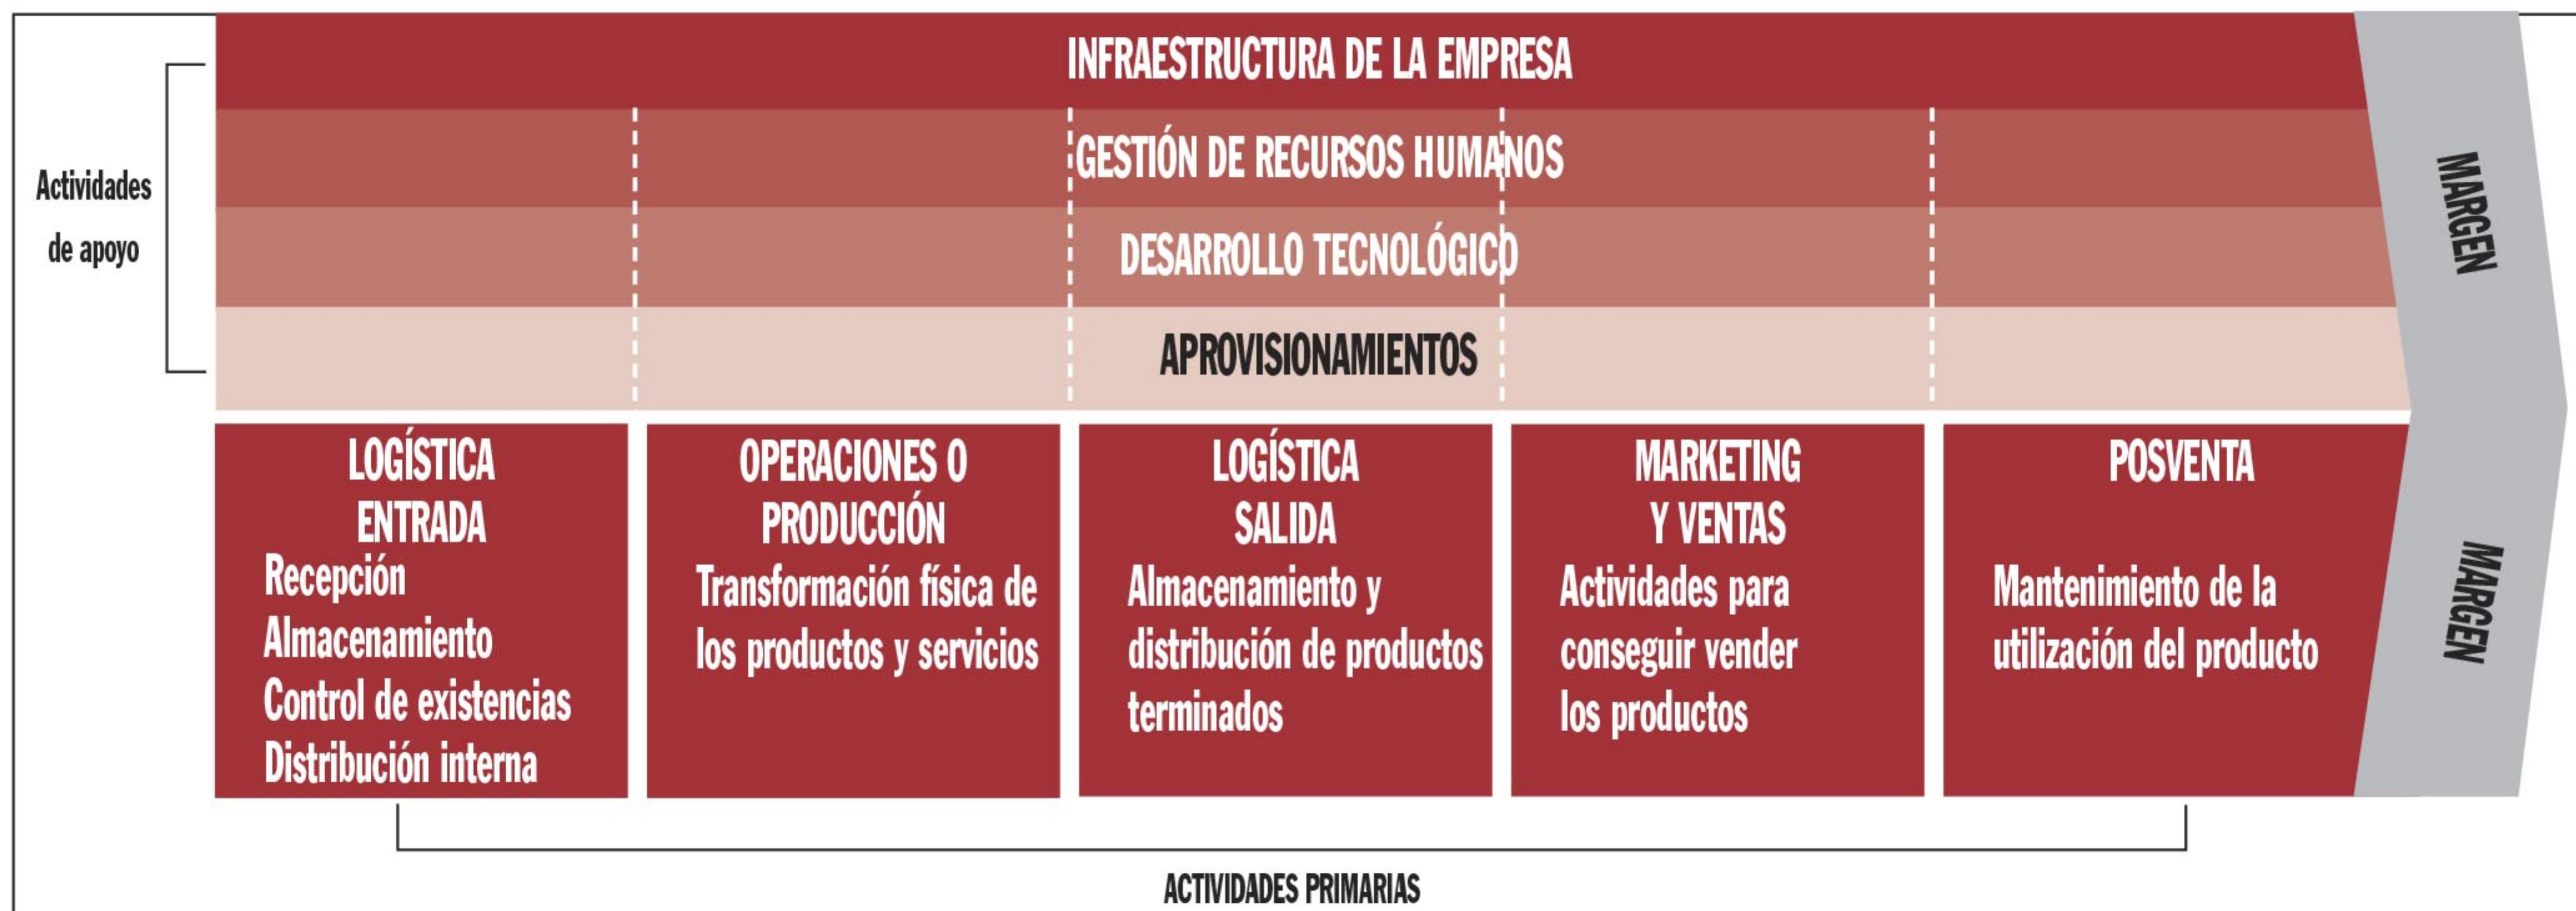 INFRAESTRUCTURA DE LA EMPRESA
GESTIÓN DE RECURSOS HUMANOS
DESARROLLO TECNOLÓGICO
APROVISIONAMIENTOS
Actividades
de apoyo
MARGEN
LOGÍSTICA
ENTRADA
Recepción
Almacenamiento
Control de existencias
Distribución interna
OPERACIONES O
PRODUCCIÓN
Transformación física de
los productos y servicios
LOGÍSTICA
SALIDA
Almacenamiento y
distribución de productos
terminados
MARKETING
Y VENTAS
Actividades para
conseguir vender
los productos
POSVENTA
Mantenimiento de la
utilización del producto
MARGEN
ACTIVIDADES PRIMARIAS